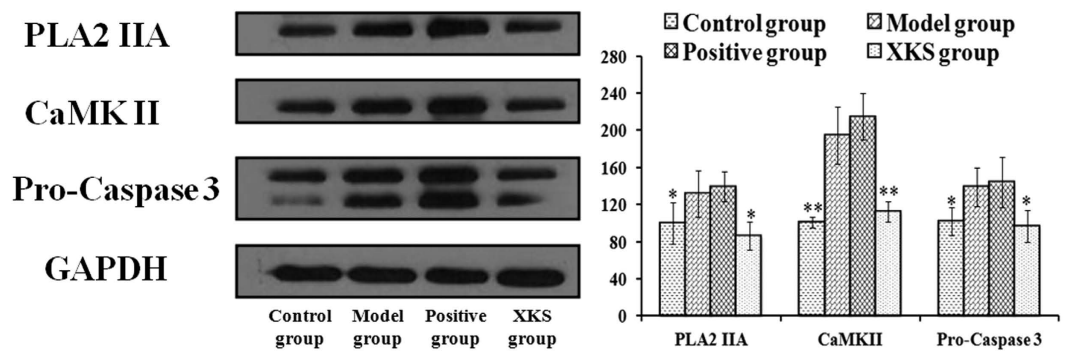 PLA2 IIA
CaMK II
Pro-Caspase 3
GAPDH
Control group
Model group
Positive group
XKS group
Control group
Model group
Positive group
XKS group
280
240
200
160
120
80
40
0
*
*
**
**
*
*
PLA2 IIA
CaMKII
Pro-Caspase 3